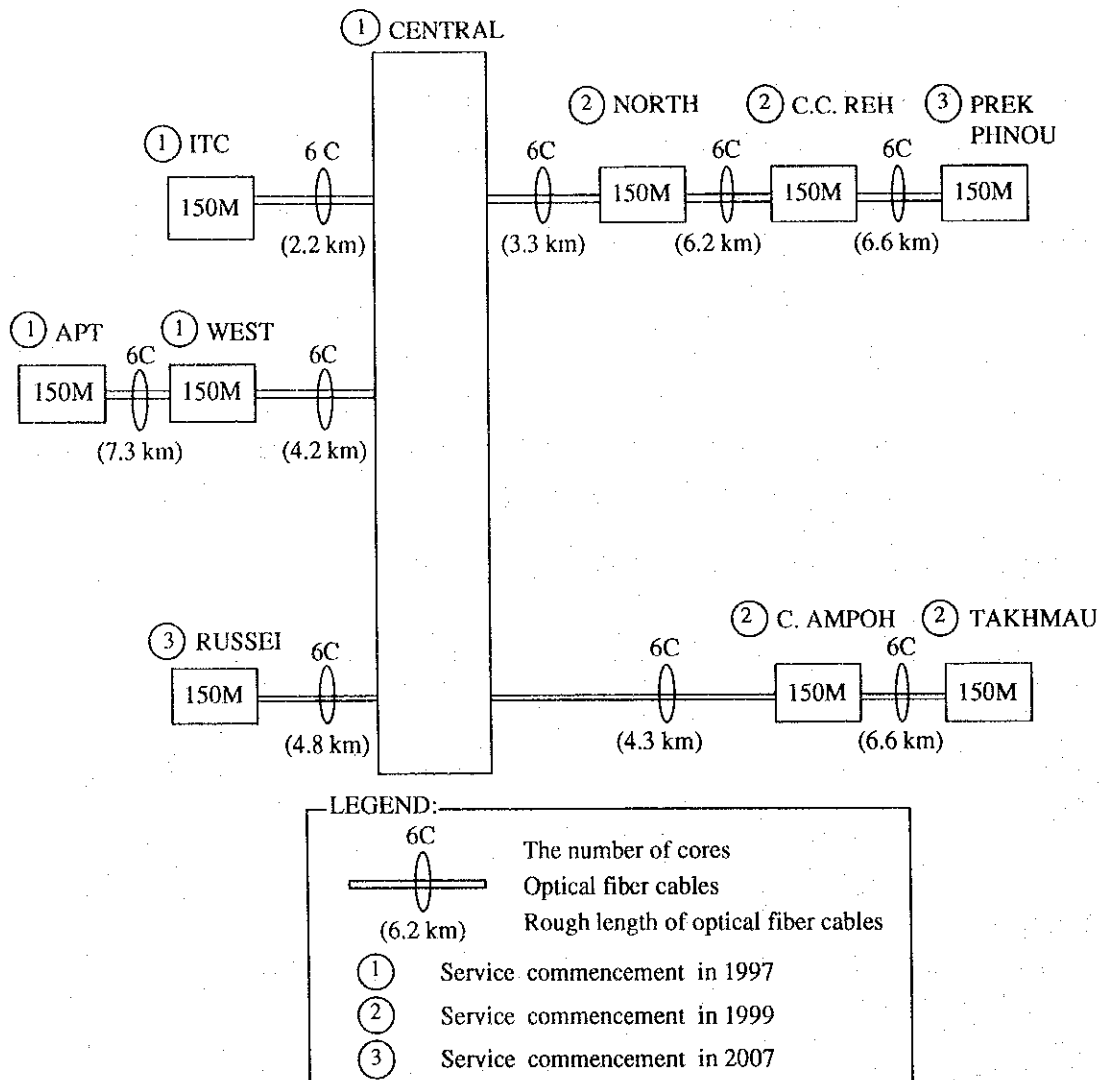 ① CENTRAL
② NORTH
② C.C. REH
③ PREK
PHNOU
① ITC
6 C
6C
6C
6C
150M
150M
150M
150M
(2.2 km)
(3.3 km)
(6.2 km)
(6.6 km)
① APT
① WEST
6C
6C
150M
150M
(7.3 km)
(4.2 km)
② C. AMPOH
② TAKHMAU
③ RUSSEI
6C
6C
6C
150M
150M
150M
(4.8 km)
(4.3 km)
(6.6 km)
LEGEND:
6C
The number of cores
Optical fiber cables
(6.2 km)
Rough length of optical fiber cables
① Service commencement in 1997
② Service commencement in 1999
③ Service commencement in 2007